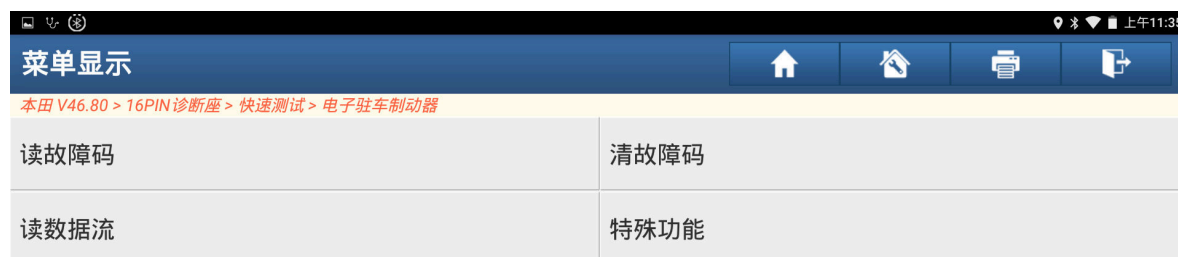 上午11:35
菜单显示
本田 V46.80 > 16PIN诊断座 > 快速测试 > 电子驻车制动器
读故障码 清故障码
读数据流 特殊功能